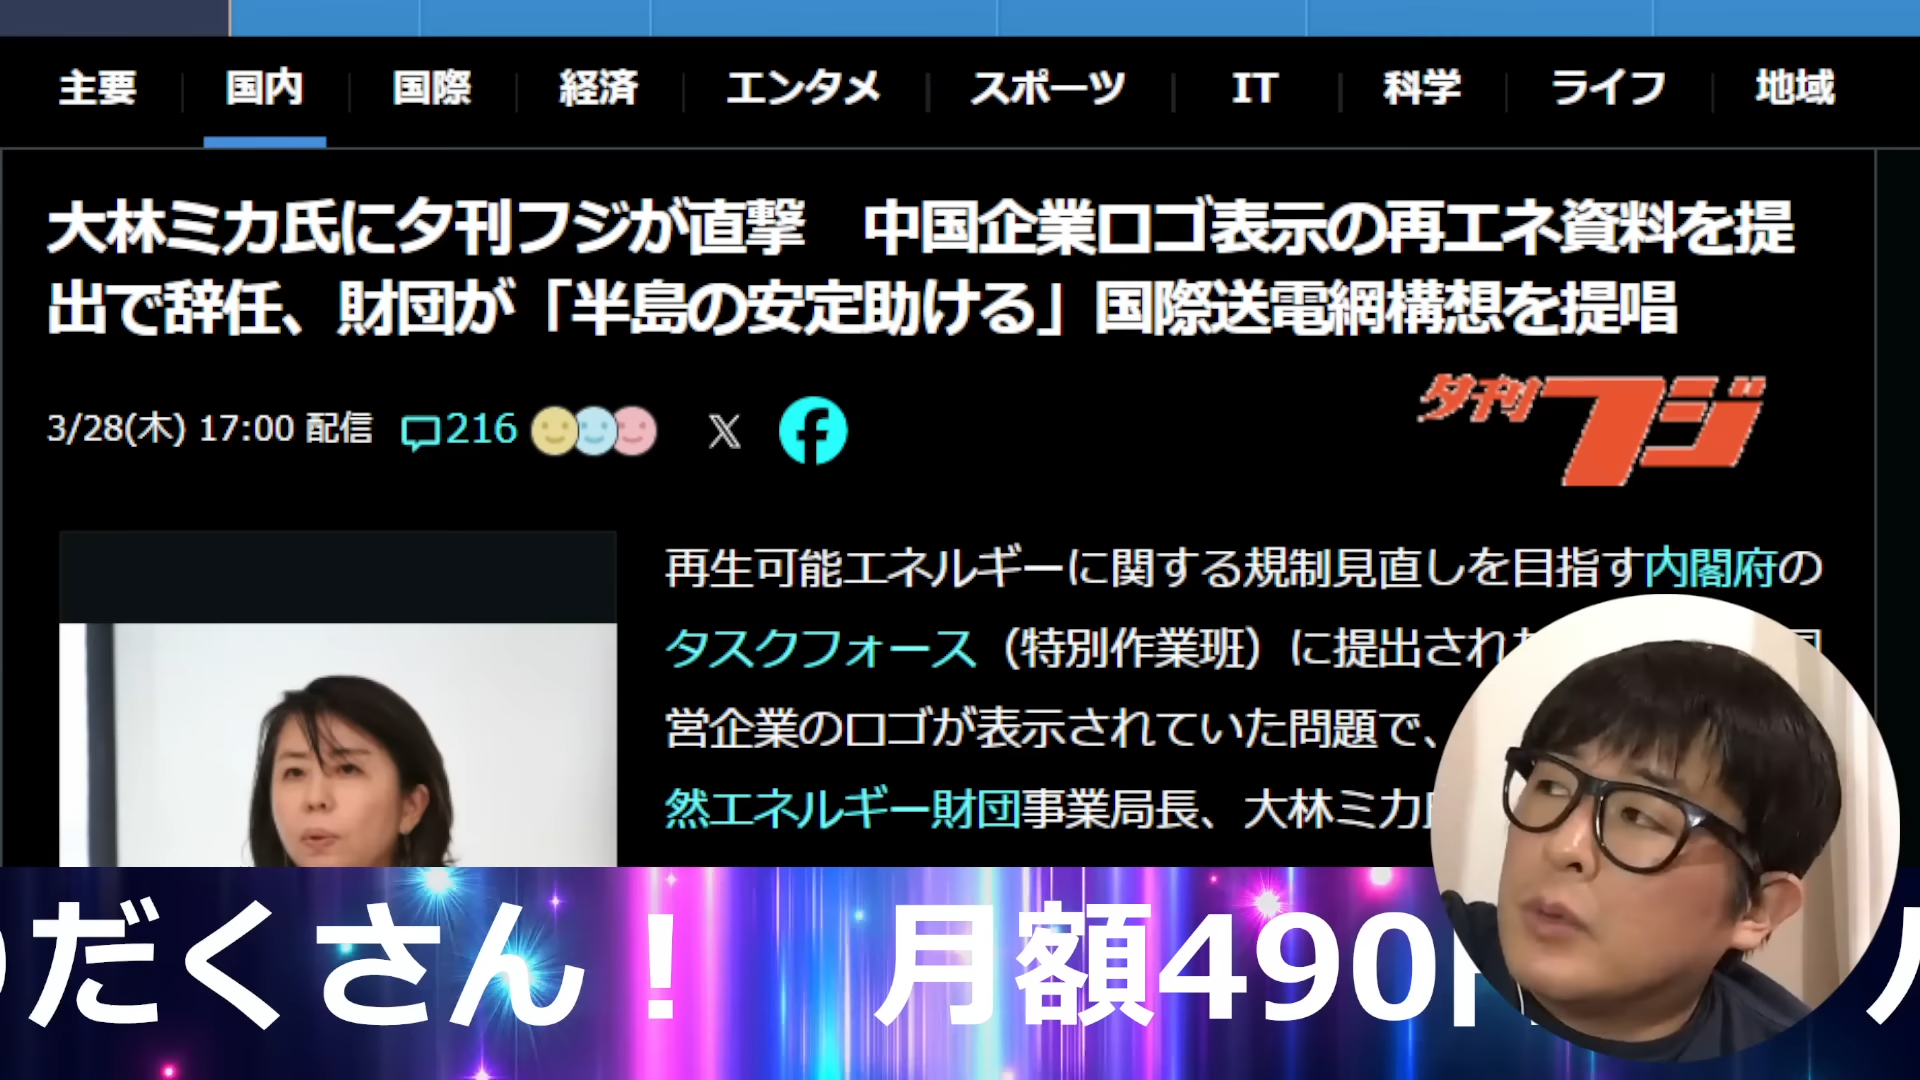 主要
国内
国際
経済
エンタメ
スポーツ
IT
科学
ライフ
地域
大林ミカ氏に夕刊フジが直撃　中国企業ロゴ表示の再エネ資料を提
出で辞任、財団が「半島の安定助ける」国際送電網構想を提唱
3/28(木) 17:00 配信
216
夕刊フジ
再生可能エネルギーに関する規制見直しを目指す内閣府の
タスクフォース（特別作業班）に提出され
営企業のロゴが表示されていた問題で、
然エネルギー財団事業局長、大林ミカ
だくさん！　月額490